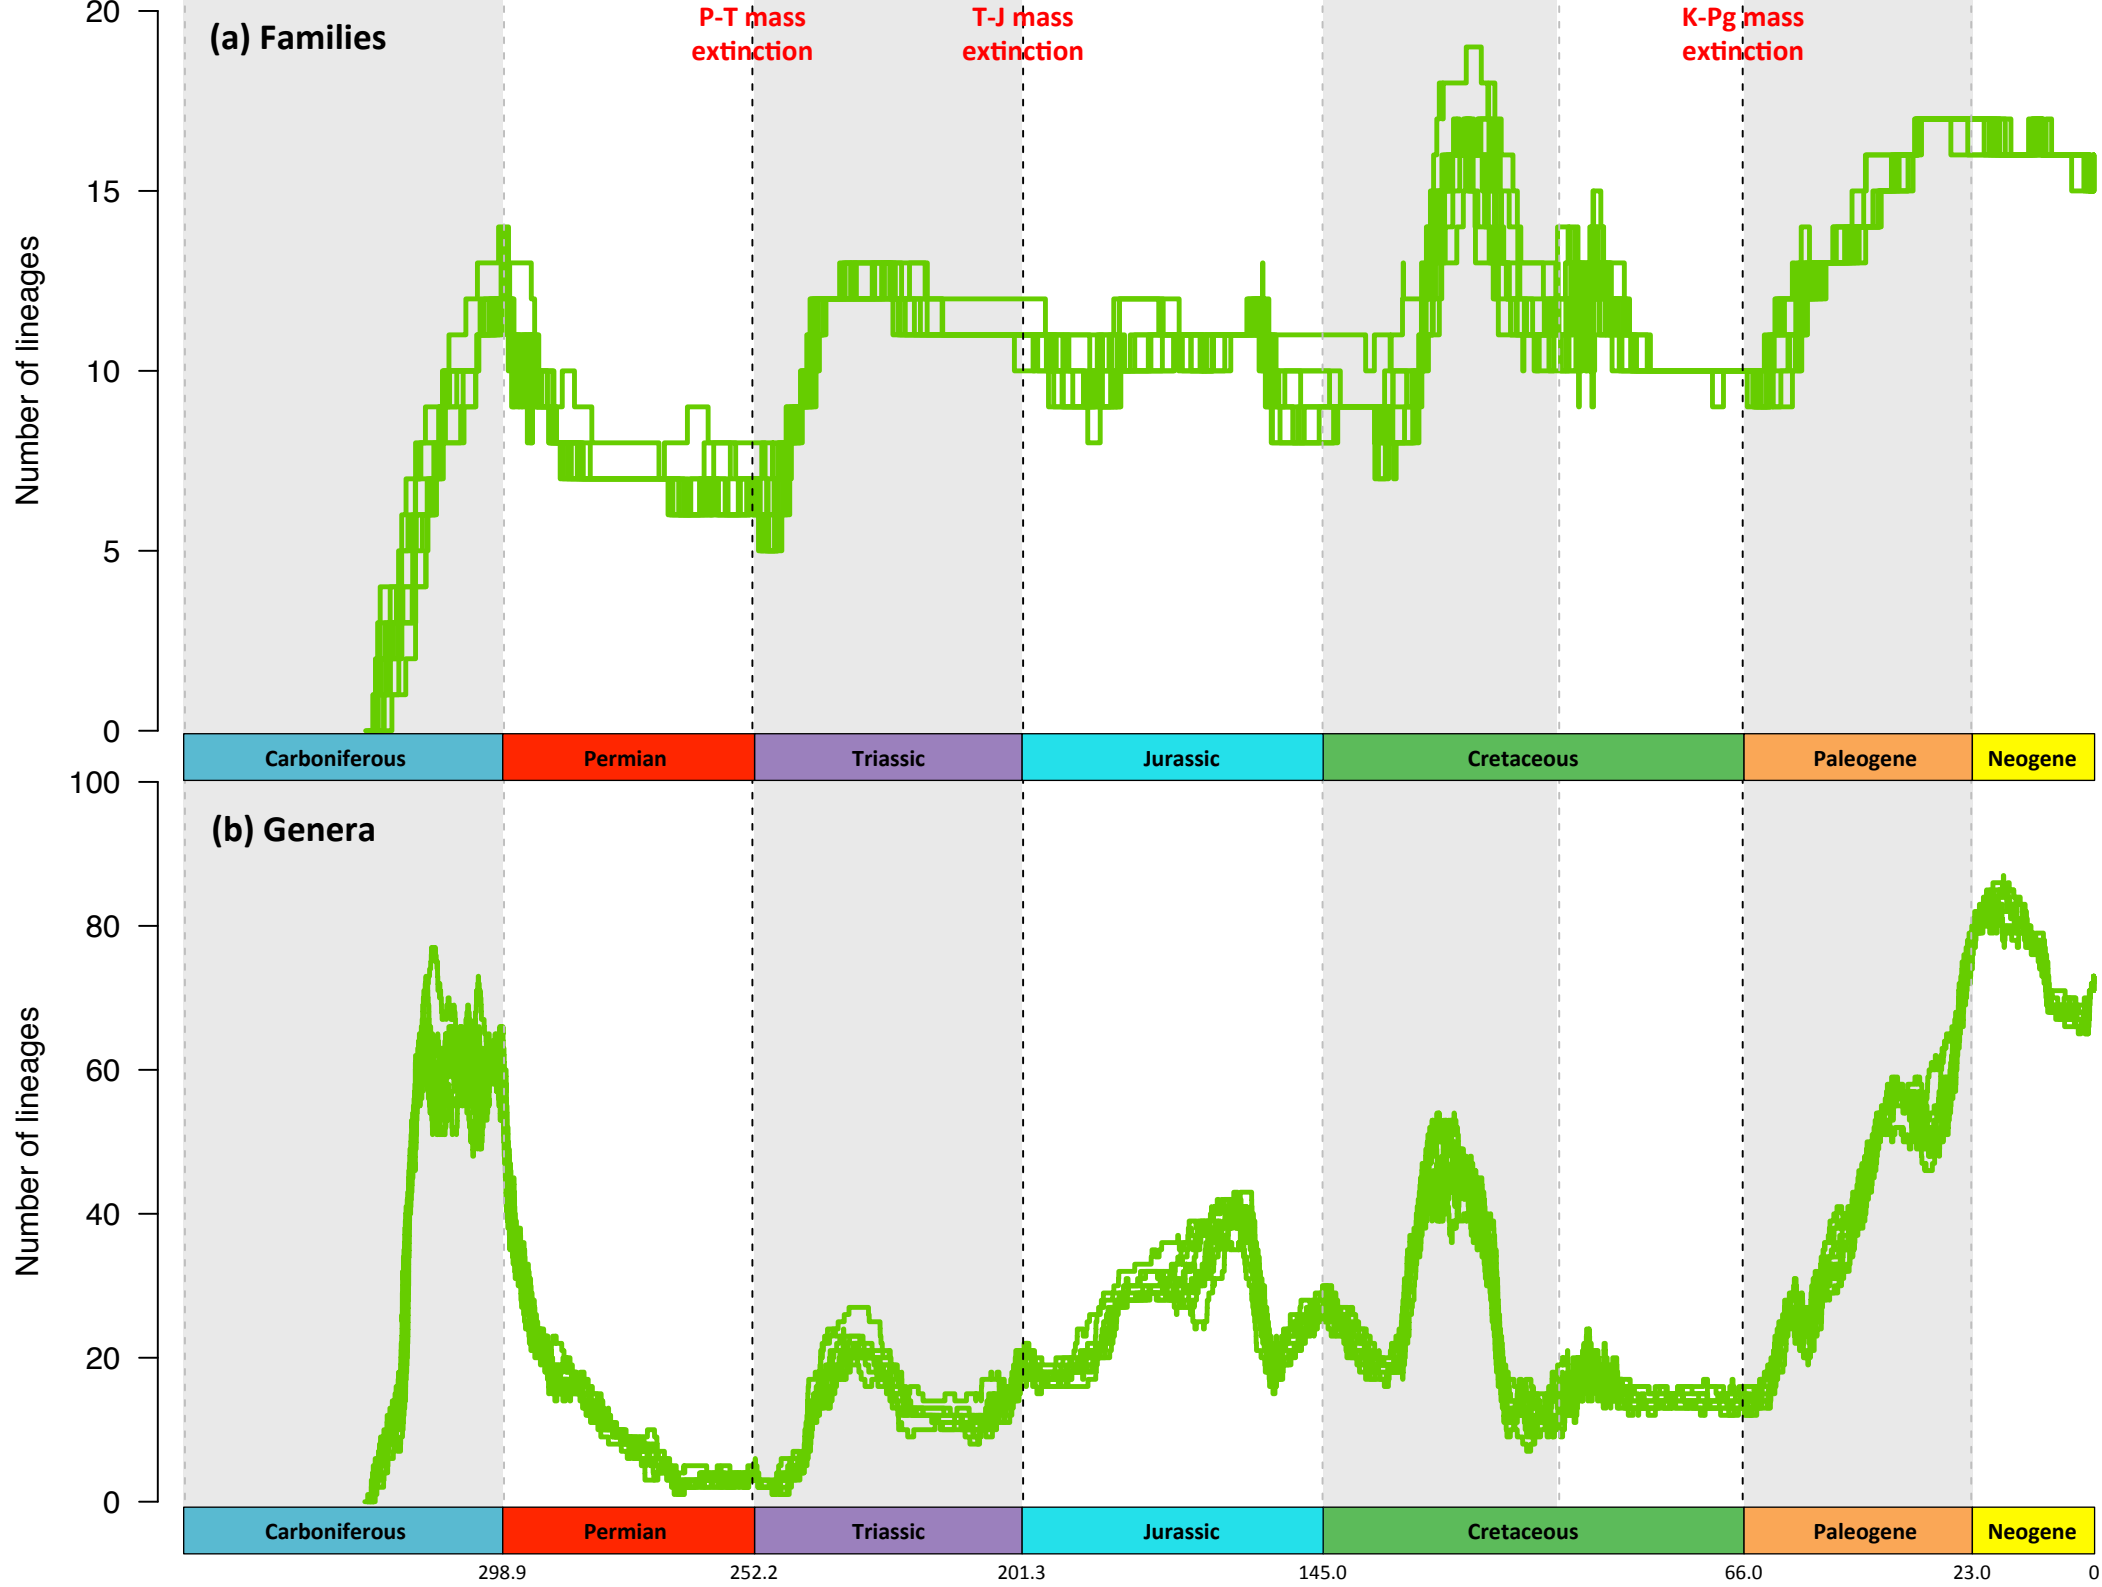 20
15
10
5
0
Number of lineages
(a) Families
P-T mass
extinction
T-J mass
extinction
K-Pg mass
extinction
Carboniferous Permian Triassic Jurassic Cretaceous Paleogene Neogene
100
80
60
40
20
0
Number of lineages
(b) Genera
Carboniferous Permian Triassic Jurassic Cretaceous Paleogene Neogene
298.9 252.2 201.3 145.0 66.0 23.0 0